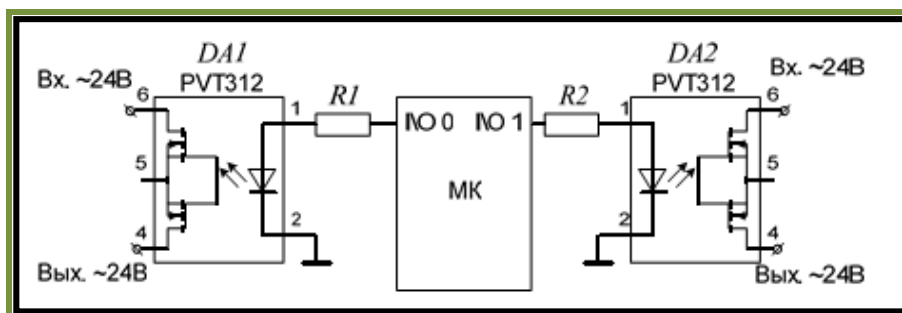 DA1
PVT312
Вх. ~24В
6
5
4
Вых. ~24В
1
2
R1
I\O 0 I\O 1
МК
R2
DA2
PVT312
1
2
Вх. ~24В
6
5
4
Вых. ~24В